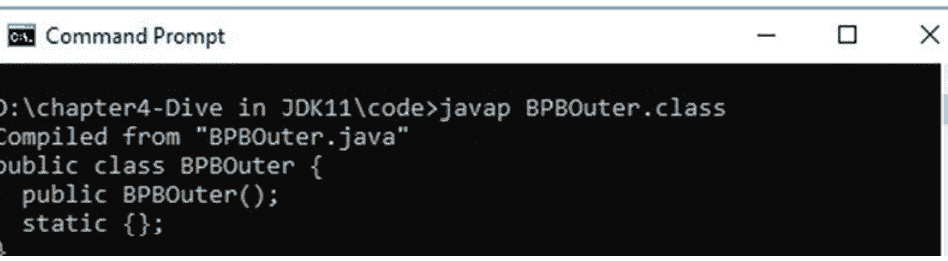 Command Prompt
D:\chapter4-Dive in JDK11\code>javap BPBOuter.class
Compiled from "BPBOuter.java"
public class BPBOuter {
  public BPBOuter();
  static {};
}